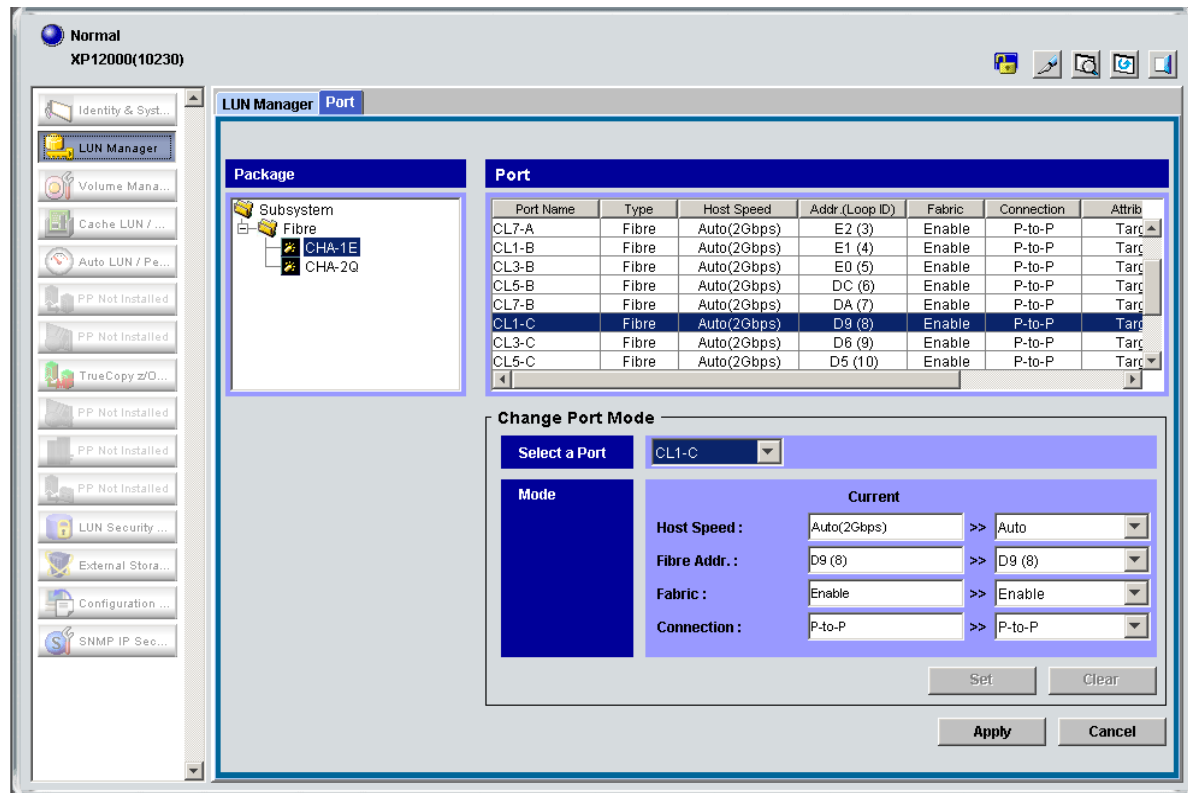 Normal
XP12000(10230)
Identity & Syst...
LUN Manager
Volume Mana...
Cache LUN / ...
Auto LUN / Pe...
PP Not Installed
PP Not Installed
TrueCopy z/O...
PP Not Installed
PP Not Installed
PP Not Installed
LUN Security ...
External Stora...
Configuration ...
SNMP IP Sec...
LUN Manager Port
Package
Subsystem
Fibre
CHA-1E
CHA-2Q
Port
Port Name Type Host Speed Addr.(Loop ID) Fabric Connection Attrib
CL7-A Fibre Auto(2Gbps) E2 (3) Enable P-to-P Targ
CL1-B Fibre Auto(2Gbps) E1 (4) Enable P-to-P Targ
CL3-B Fibre Auto(2Gbps) E0 (5) Enable P-to-P Targ
CL5-B Fibre Auto(2Gbps) DC (6) Enable P-to-P Targ
CL7-B Fibre Auto(2Gbps) DA (7) Enable P-to-P Targ
CL1-C Fibre Auto(2Gbps) D9 (8) Enable P-to-P Targ
CL3-C Fibre Auto(2Gbps) D6 (9) Enable P-to-P Targ
CL5-C Fibre Auto(2Gbps) D5 (10) Enable P-to-P Targ
Change Port Mode
Select a Port CL1-C
Mode Current
Host Speed : Auto(2Gbps) >> Auto
Fibre Addr. : D9 (8) >> D9 (8)
Fabric : Enable >> Enable
Connection : P-to-P >> P-to-P
Set Clear
Apply Cancel